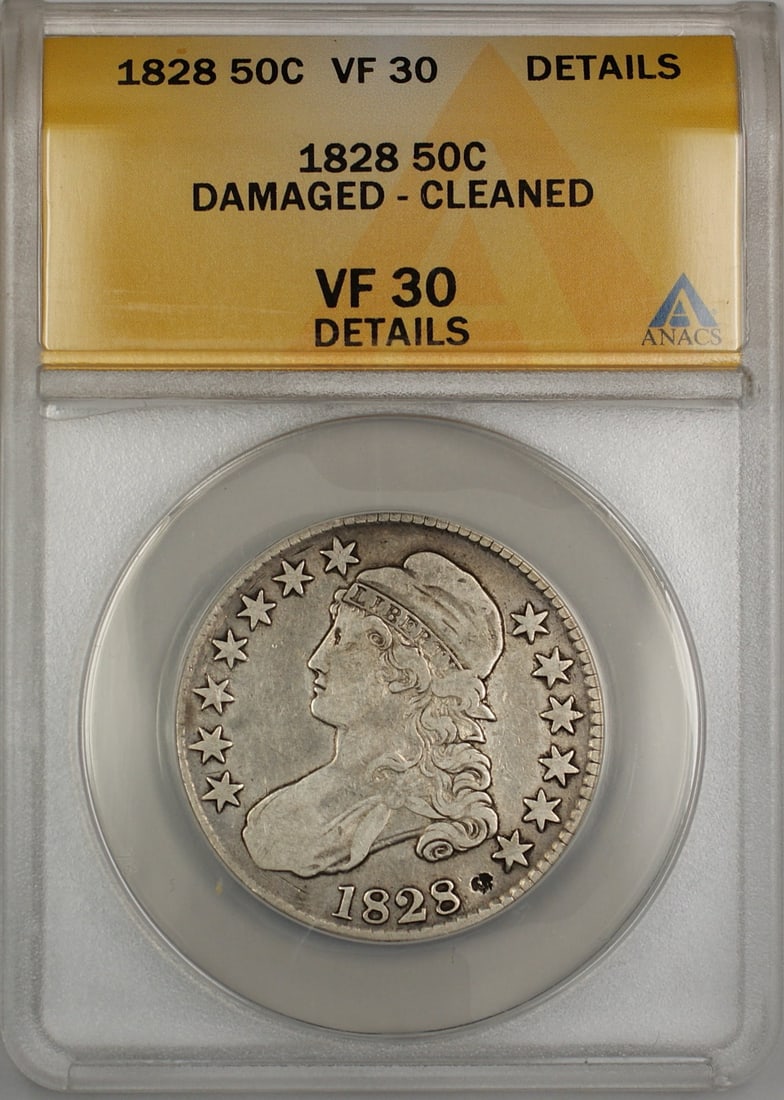 1828 50C VF 30 DETAILS
1828 50C
DAMAGED - CLEANED
VF 30
DETAILS
ANACS
LIBERTY
1828